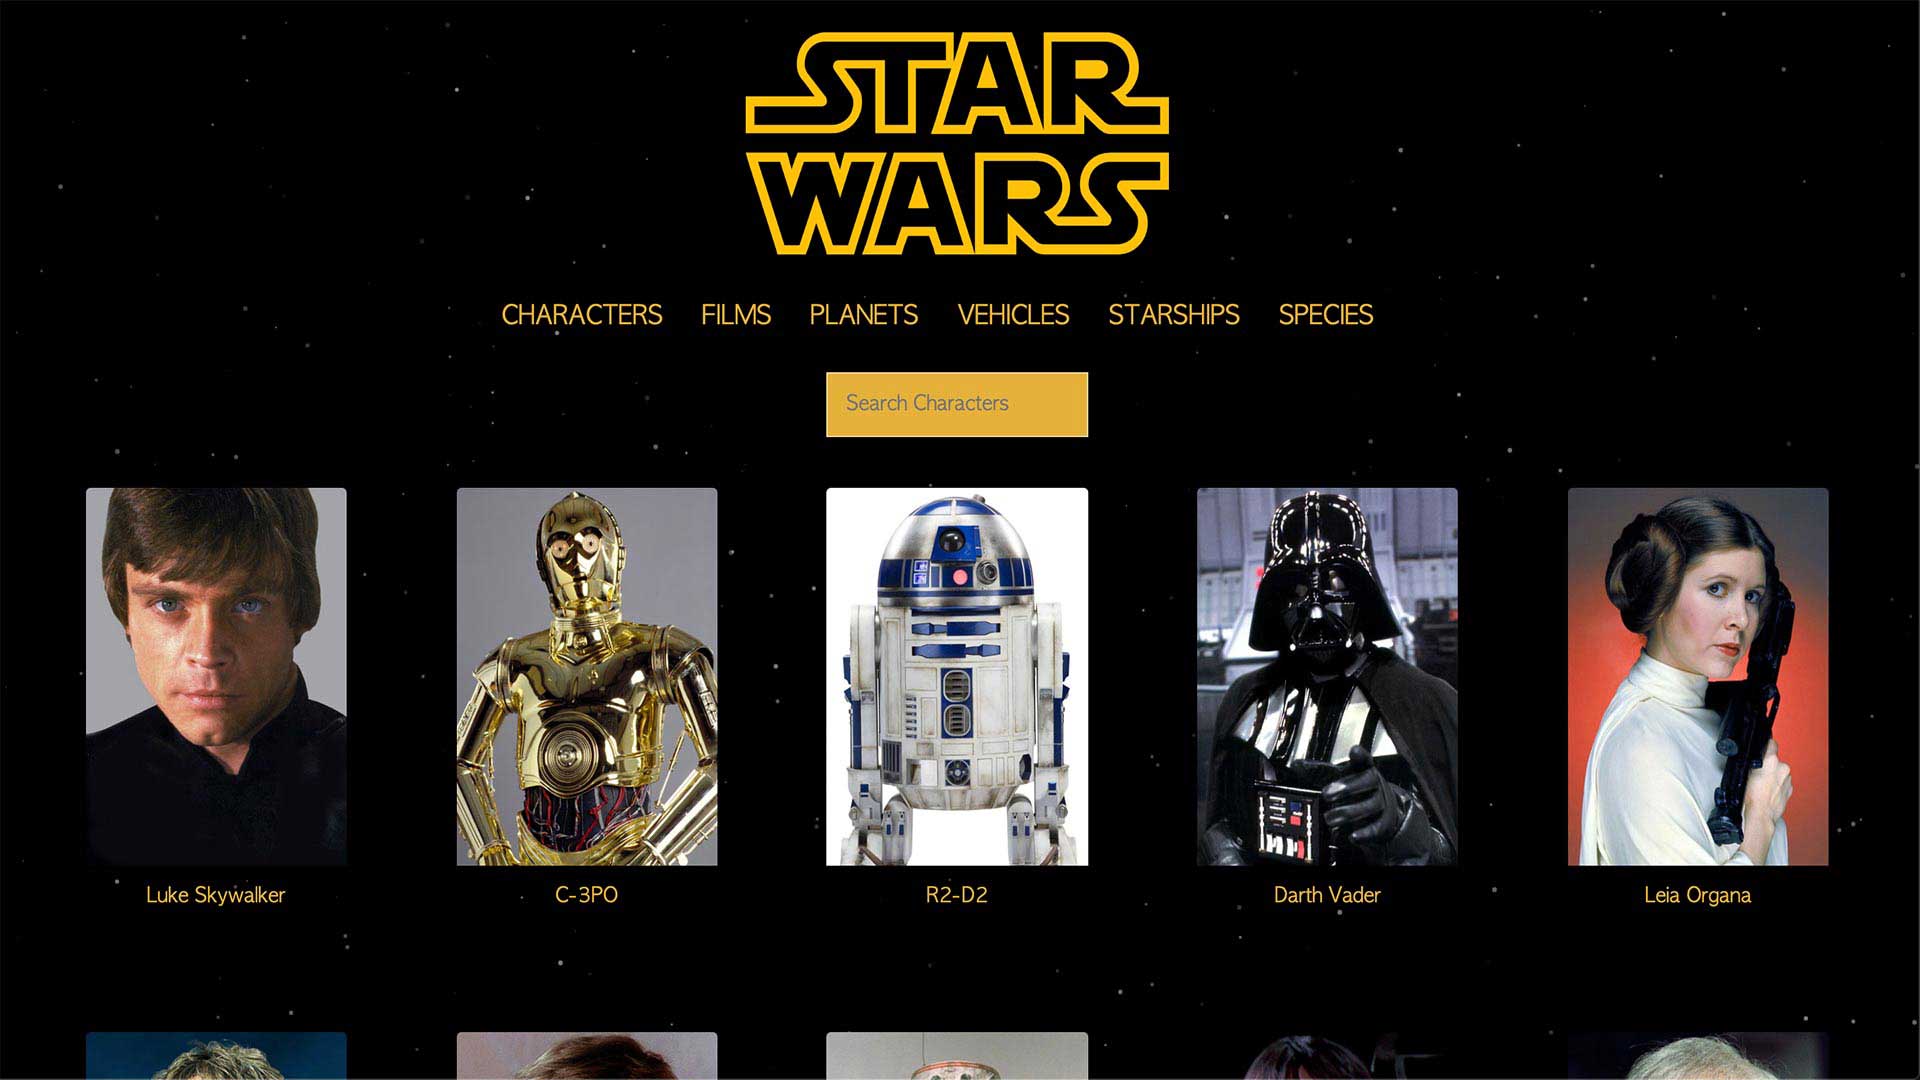 STAR
WARS
CHARACTERS FILMS PLANETS VEHICLES STARSHIPS SPECIES
Search Characters
Luke Skywalker C-3PO R2-D2 Darth Vader Leia Organa